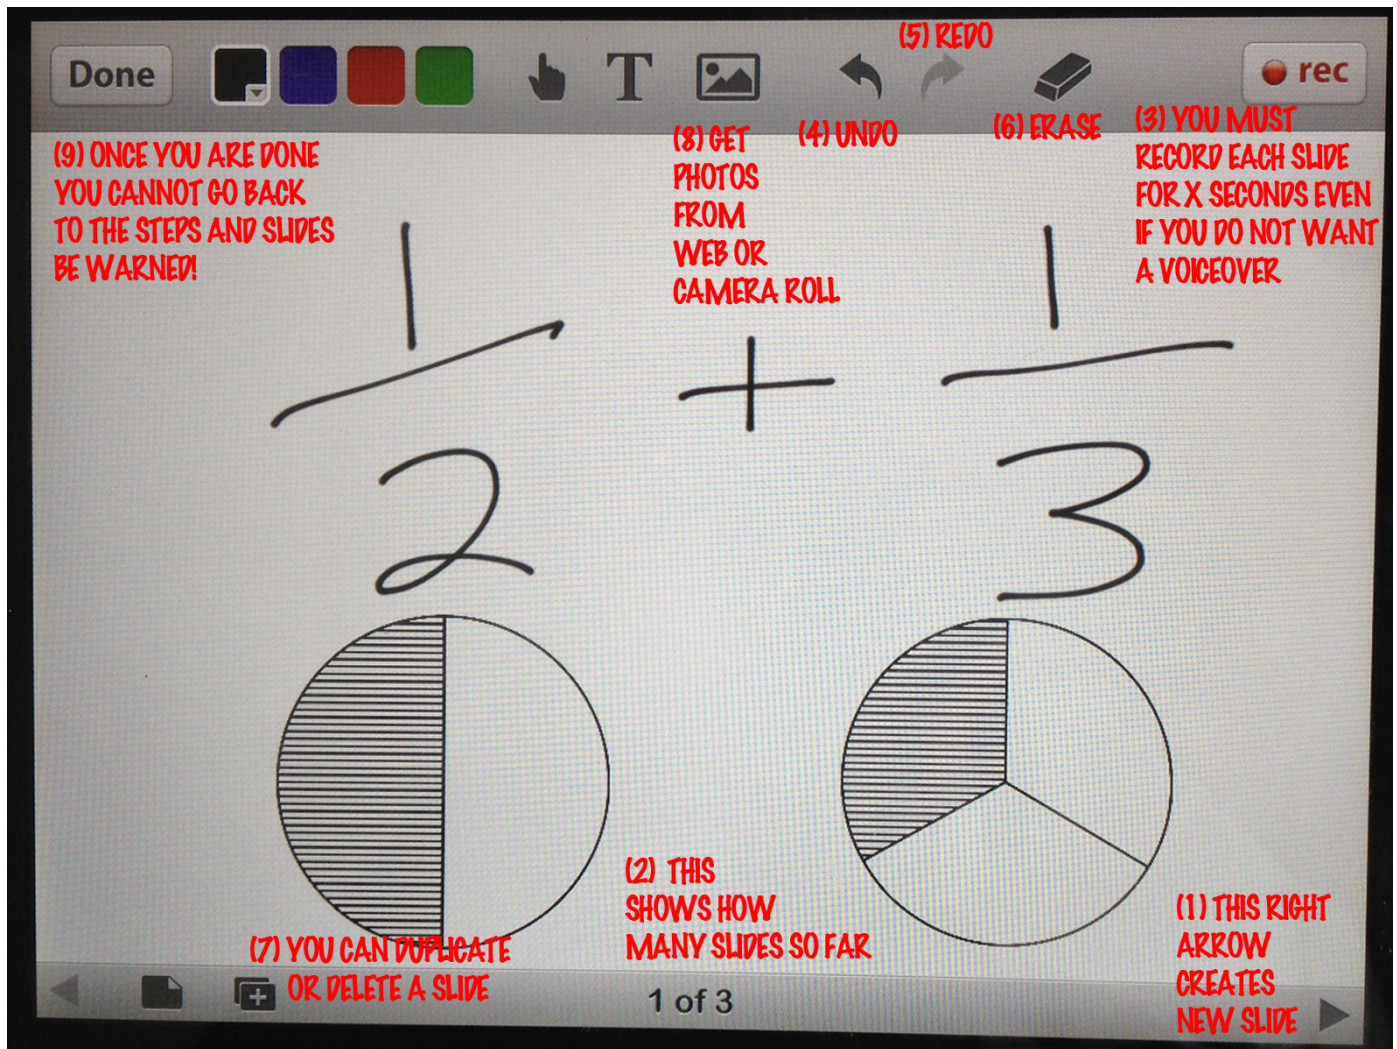 Done
T
(5) REDO
rec
(9) ONCE YOU ARE DONE
YOU CANNOT GO BACK
TO THE STEPS AND SLIDES
BE WARNED!
(8) GET
PHOTOS
FROM
WEB OR
CAMERA ROLL
(4) UNDO
(6) ERASE
(3) YOU MUST
RECORD EACH SLIDE
FOR X SECONDS EVEN
IF YOU DO NOT WANT
A VOICEOVER
1
2
+
1
3
(2) THIS
SHOWS HOW
MANY SLIDES SO FAR
(7) YOU CAN DUPLICATE
OR DELETE A SLIDE
1 of 3
(1) THIS RIGHT
ARROW
CREATES
NEW SLIDE